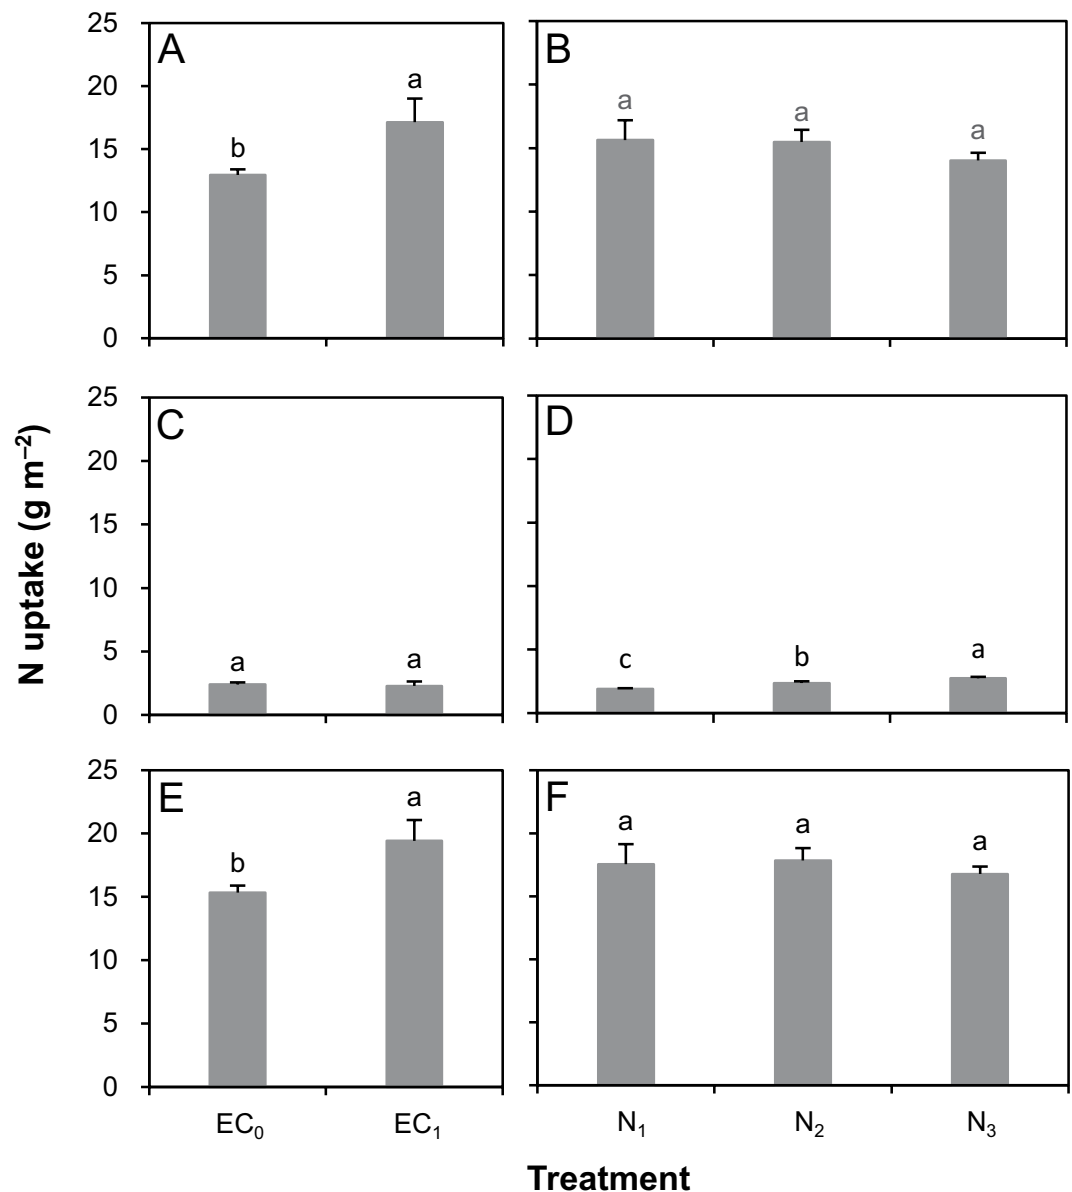 25 A B
20 a
b a a a
15
10
5
0
25 C D
20
15
10
5 a a c b a
0
25 E F
a a a a
20
b
15
10
5
0
N uptake (g m⁻²)
EC₀ EC₁ N₁ N₂ N₃
Treatment